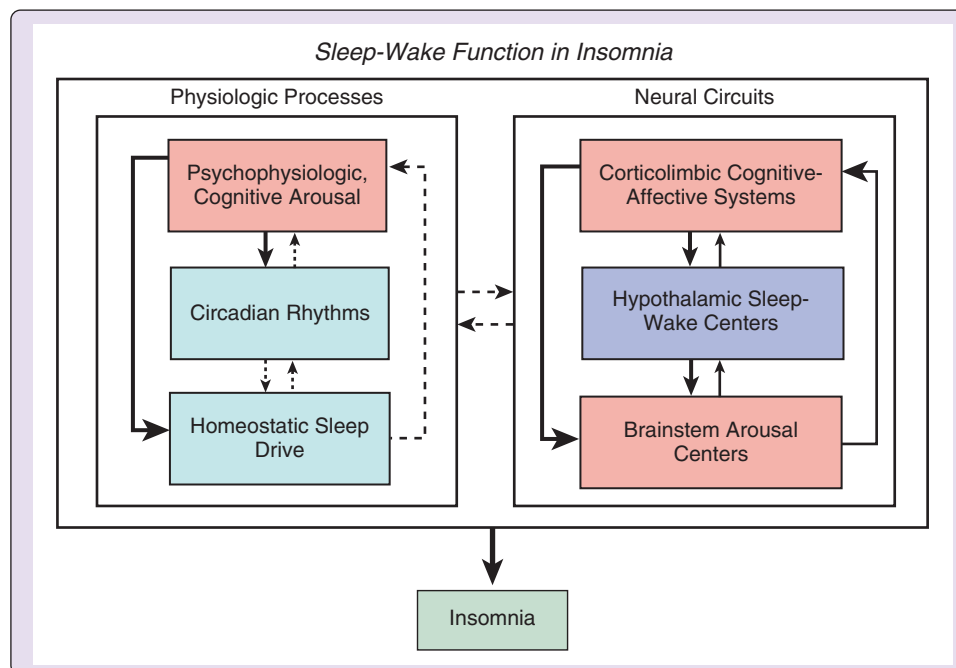 Sleep-Wake Function in Insomnia
Physiologic Processes
Neural Circuits
Psychophysiologic,
Cognitive Arousal
Circadian Rhythms
Homeostatic Sleep
Drive
Corticolimbic Cognitive-
Affective Systems
Hypothalamic Sleep-
Wake Centers
Brainstem Arousal
Centers
Insomnia